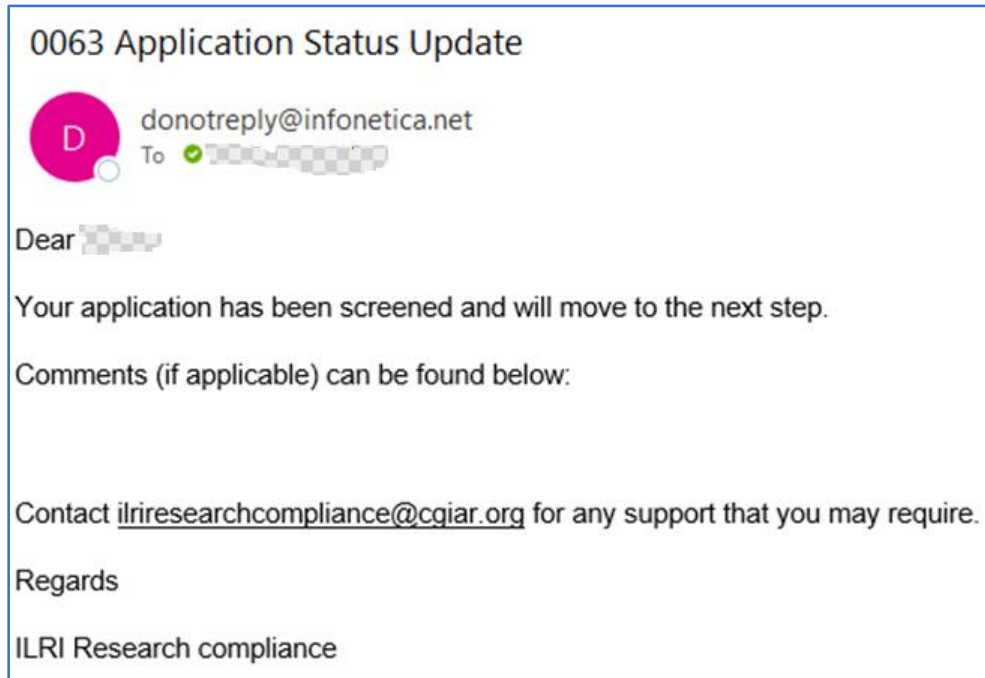 0063 Application Status Update
D
donotreply@infonetica.net
To
Dear
Your application has been screened and will move to the next step.
Comments (if applicable) can be found below:
Contact ilriresearchcompliance@cgiar.org for any support that you may require.
Regards
ILRI Research compliance